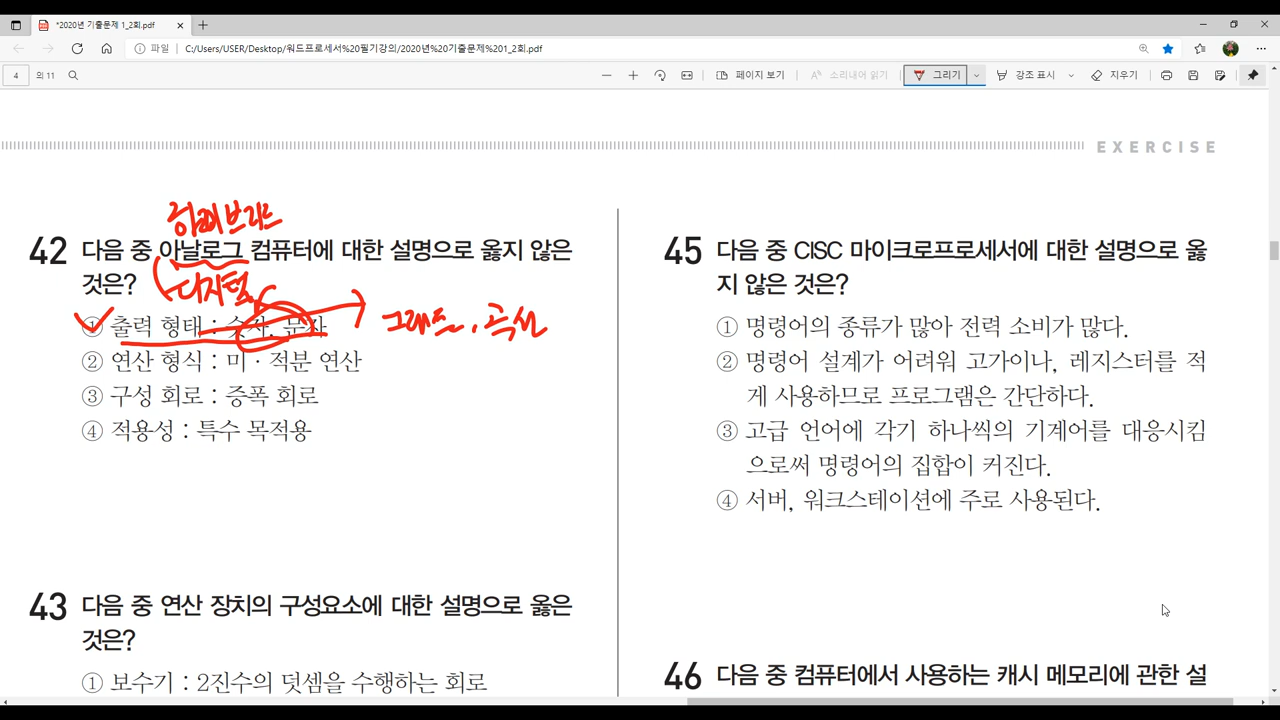 *2020년 기출문제 1_2회.pdf
파일 C:/Users/USER/Desktop/워드프로세서%20필기강의/2020년%20기출문제%201_2회.pdf
4 의 11 페이지 보기 소리내어 읽기 그리기 강조 표시 지우기
EXERCISE
하이브리드
42 다음 중 아날로그 컴퓨터에 대한 설명으로 옳지 않은
것은?
디지털
① 출력 형태 : 숫자, 문자
그래프, 곡선
② 연산 형식 : 미 · 적분 연산
③ 구성 회로 : 증폭 회로
④ 적용성 : 특수 목적용
43 다음 중 연산 장치의 구성요소에 대한 설명으로 옳은
것은?
① 보수기 : 2진수의 덧셈을 수행하는 회로
45 다음 중 CISC 마이크로프로세서에 대한 설명으로 옳
지 않은 것은?
① 명령어의 종류가 많아 전력 소비가 많다.
② 명령어 설계가 어려워 고가이나, 레지스터를 적
게 사용하므로 프로그램은 간단하다.
③ 고급 언어에 각기 하나씩의 기계어를 대응시킴
으로써 명령어의 집합이 커진다.
④ 서버, 워크스테이션에 주로 사용된다.
46 다음 중 컴퓨터에서 사용하는 캐시 메모리에 관한 설